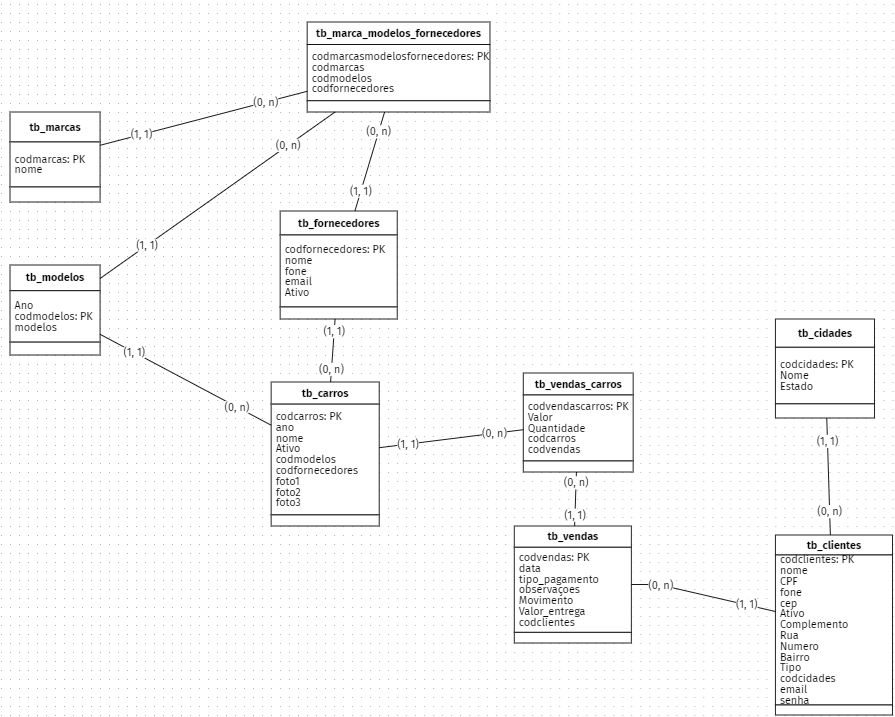 tb_marca_modelos_fornecedores
codmarcasmodelosfornecedores: PK
codmarcas
codmodelos
codfornecedores
(0, n)
(1, 1)
(0, n)
(0, n)
(1, 1)
(1, 1)
tb_marcas
codmarcas: PK
nome
tb_fornecedores
codfornecedores: PK
nome
fone
email
Ativo
tb_modelos
Ano
codmodelos: PK
modelos
(1, 1)
(0, n)
(1, 1)
(0, n)
tb_carros
codcarros: PK
ano
nome
Ativo
codmodelos
codfornecedores
foto1
foto2
foto3
(1, 1)
(0, n)
tb_vendas_carros
codvendascarros: PK
Valor
Quantidade
codcarros
codvendas
(0, n)
(1, 1)
tb_vendas
codvendas: PK
data
tipo_pagamento
observaçoes
Movimento
Valor_entrega
codclientes
(0, n)
(1, 1)
tb_cidades
codcidades: PK
Nome
Estado
(1, 1)
(0, n)
tb_clientes
codclientes: PK
nome
CPF
fone
cep
Ativo
Complemento
Rua
Numero
Bairro
Tipo
codcidades
email
senha